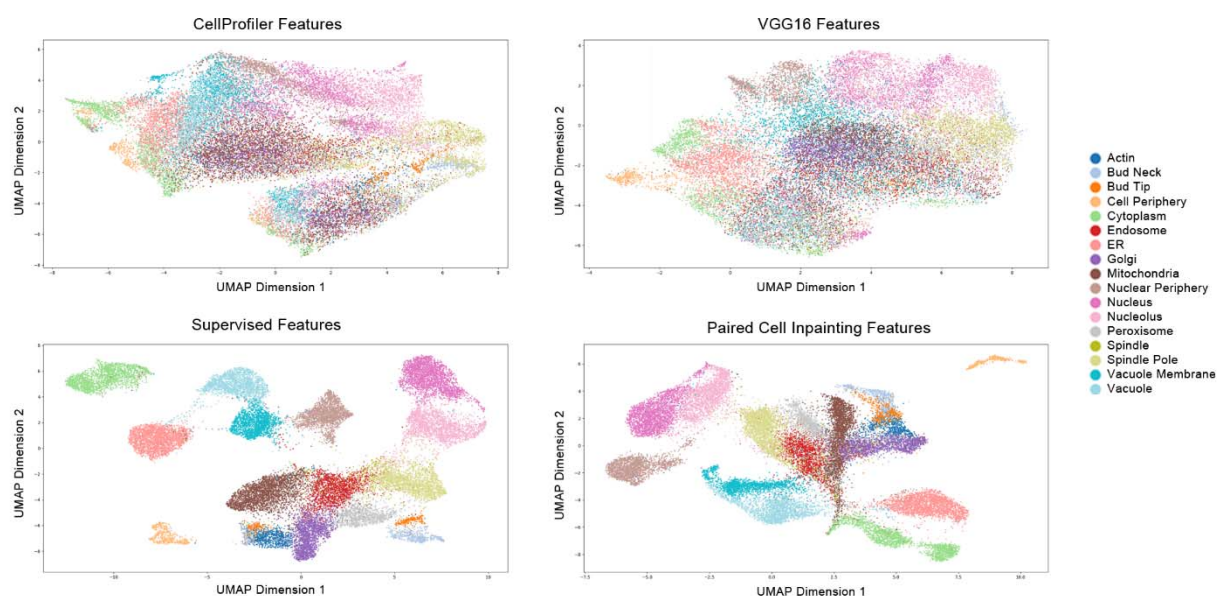 CellProfiler Features
VGG16 Features
UMAP Dimension 2
UMAP Dimension 1
UMAP Dimension 2
UMAP Dimension 1
Supervised Features
Paired Cell Inpainting Features
UMAP Dimension 2
UMAP Dimension 1
UMAP Dimension 2
UMAP Dimension 1
Actin
Bud Neck
Bud Tip
Cell Periphery
Cytoplasm
Endosome
ER
Golgi
Mitochondria
Nuclear Periphery
Nucleus
Nucleolus
Peroxisome
Spindle
Spindle Pole
Vacuole Membrane
Vacuole